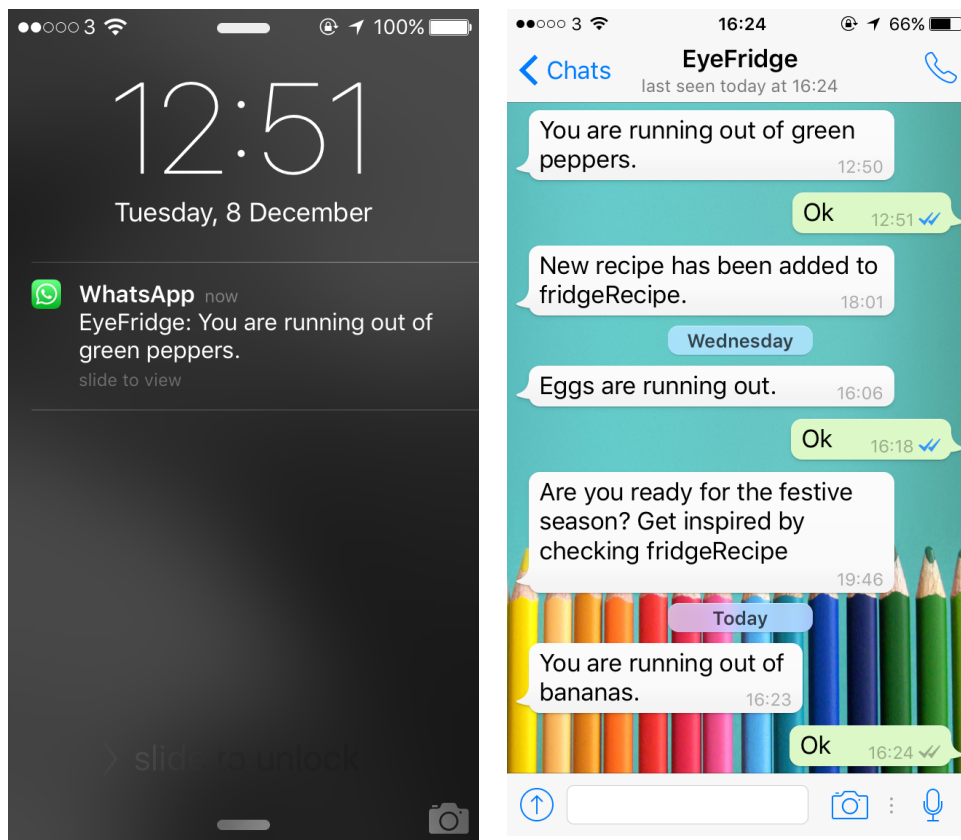 3 100%
12:51
Tuesday, 8 December
WhatsApp now
EyeFridge: You are running out of
green peppers.
slide to view
slide to unlock
3 16:24 66%
Chats EyeFridge
last seen today at 16:24
You are running out of green
peppers. 12:50
Ok 12:51
New recipe has been added to
fridgeRecipe. 18:01
Wednesday
Eggs are running out. 16:06
Ok 16:18
Are you ready for the festive
season? Get inspired by
checking fridgeRecipe
19:46
Today
You are running out of
bananas. 16:23
Ok 16:24